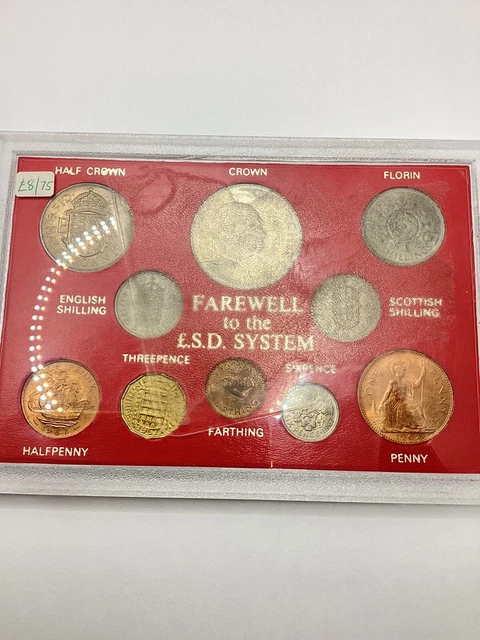 HALF CROWN
CROWN
FLORIN
£8/75
ENGLISH
SHILLING
FAREWELL
to the
£.S.D. SYSTEM
SCOTTISH
SHILLING
THREEPENCE
SIXPENCE
FARTHING
HALFPENNY
PENNY